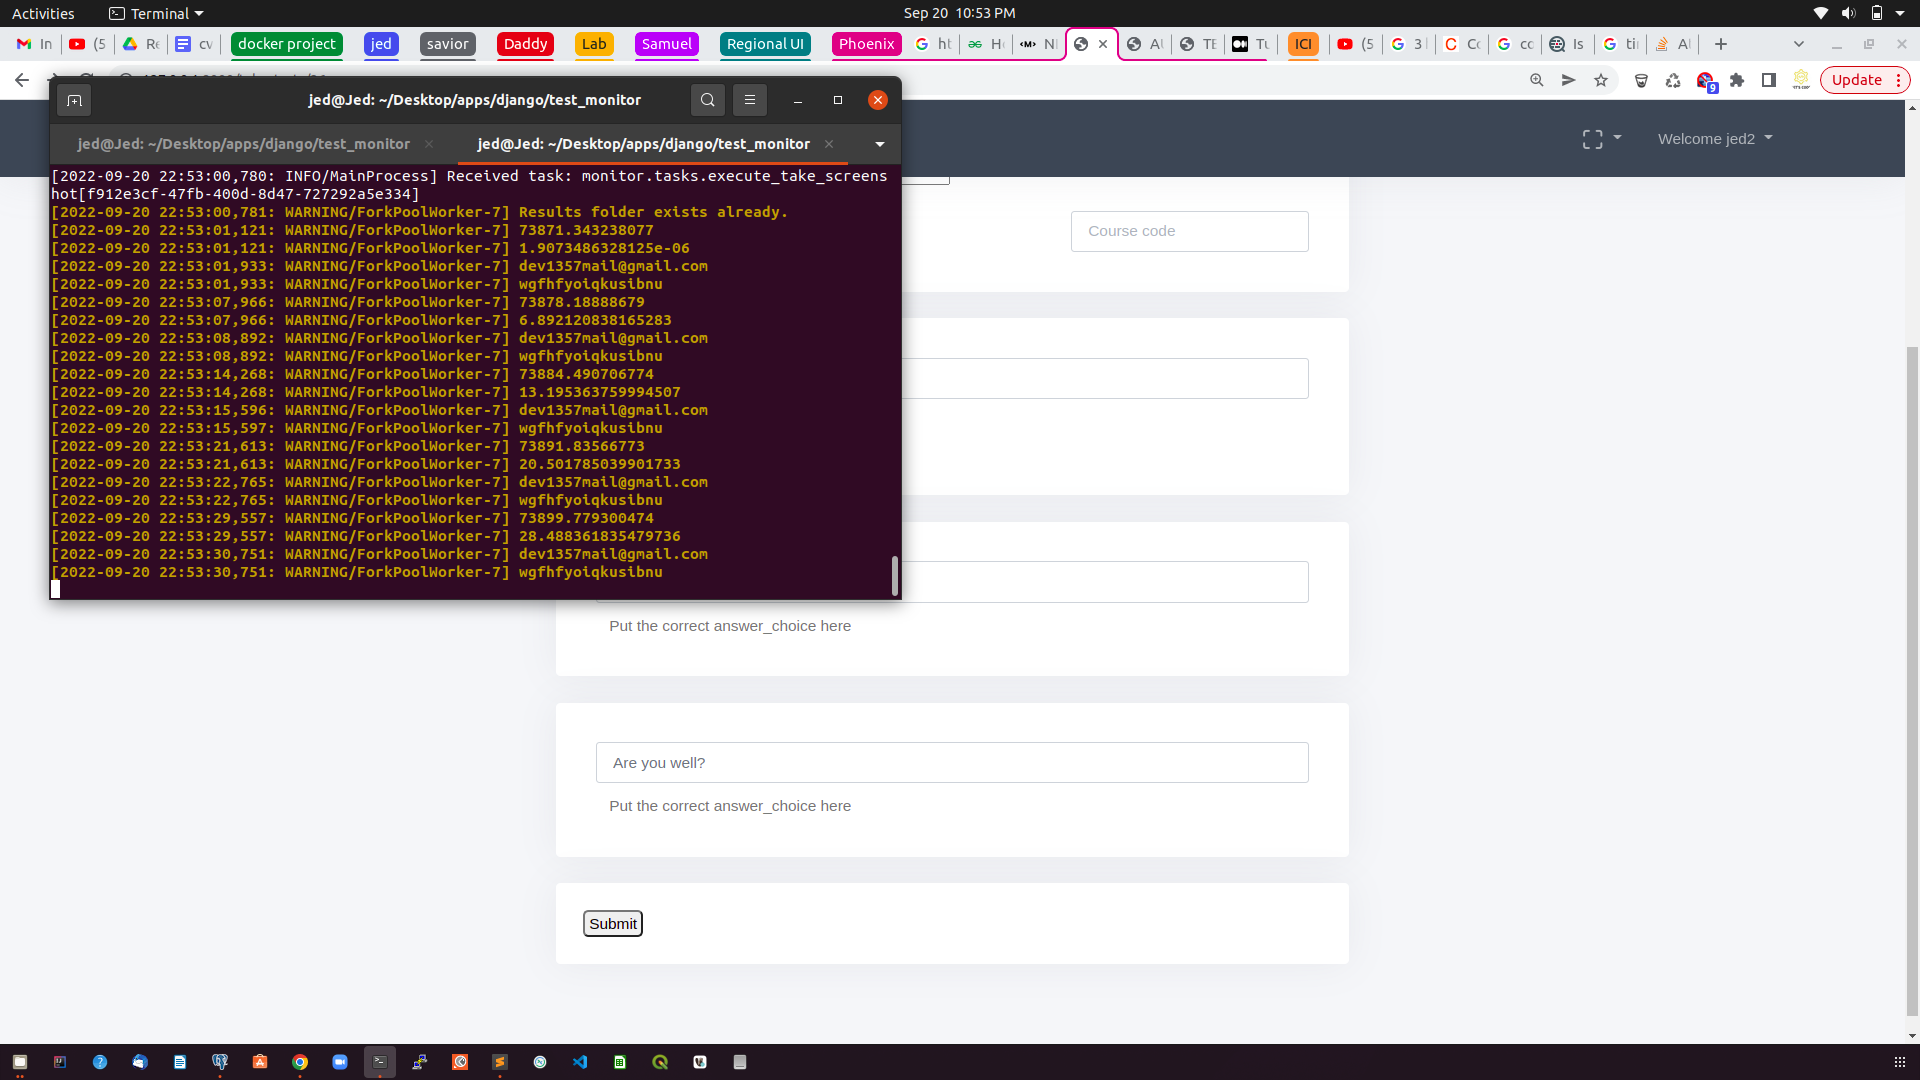 Activities
Terminal
Sep 20 10:53 PM
In
(5
Re
cv
docker project
jed
savior
Daddy
Lab
Samuel
Regional UI
Phoenix
ht
Ho
TE
Tu
ICI
(5
3 
Is
Update
9
jed@Jed: ~/Desktop/apps/django/test_monitor
jed@Jed: ~/Desktop/apps/django/test_monitor
jed@Jed: ~/Desktop/apps/django/test_monitor
Welcome jed2
[2022-09-20 22:53:00,780: INFO/MainProcess] Received task: monitor.tasks.execute_take_screens
hot[f912e3cf-47fb-400d-8d47-727292a5e334]
[2022-09-20 22:53:00,781: WARNING/ForkPoolWorker-7] Results folder exists already.
[2022-09-20 22:53:01,121: WARNING/ForkPoolWorker-7] 73871.343238077
[2022-09-20 22:53:01,121: WARNING/ForkPoolWorker-7] 1.9073486328125e-06
[2022-09-20 22:53:01,933: WARNING/ForkPoolWorker-7] dev1357mail@gmail.com
[2022-09-20 22:53:01,933: WARNING/ForkPoolWorker-7] wgfhfyoiqkusibnu
[2022-09-20 22:53:07,966: WARNING/ForkPoolWorker-7] 73878.18888679
[2022-09-20 22:53:07,966: WARNING/ForkPoolWorker-7] 6.892120838165283
[2022-09-20 22:53:08,892: WARNING/ForkPoolWorker-7] dev1357mail@gmail.com
[2022-09-20 22:53:08,892: WARNING/ForkPoolWorker-7] wgfhfyoiqkusibnu
[2022-09-20 22:53:14,268: WARNING/ForkPoolWorker-7] 73884.490706774
[2022-09-20 22:53:14,268: WARNING/ForkPoolWorker-7] 13.195363759994507
[2022-09-20 22:53:15,596: WARNING/ForkPoolWorker-7] dev1357mail@gmail.com
[2022-09-20 22:53:15,597: WARNING/ForkPoolWorker-7] wgfhfyoiqkusibnu
[2022-09-20 22:53:21,613: WARNING/ForkPoolWorker-7] 73891.83566773
[2022-09-20 22:53:21,613: WARNING/ForkPoolWorker-7] 20.501785039901733
[2022-09-20 22:53:22,765: WARNING/ForkPoolWorker-7] dev1357mail@gmail.com
[2022-09-20 22:53:22,765: WARNING/ForkPoolWorker-7] wgfhfyoiqkusibnu
[2022-09-20 22:53:29,557: WARNING/ForkPoolWorker-7] 73899.779300474
[2022-09-20 22:53:29,557: WARNING/ForkPoolWorker-7] 28.488361835479736
[2022-09-20 22:53:30,751: WARNING/ForkPoolWorker-7] dev1357mail@gmail.com
[2022-09-20 22:53:30,751: WARNING/ForkPoolWorker-7] wgfhfyoiqkusibnu
Course code
Put the correct answer_choice here
Are you well?
Put the correct answer_choice here
Submit